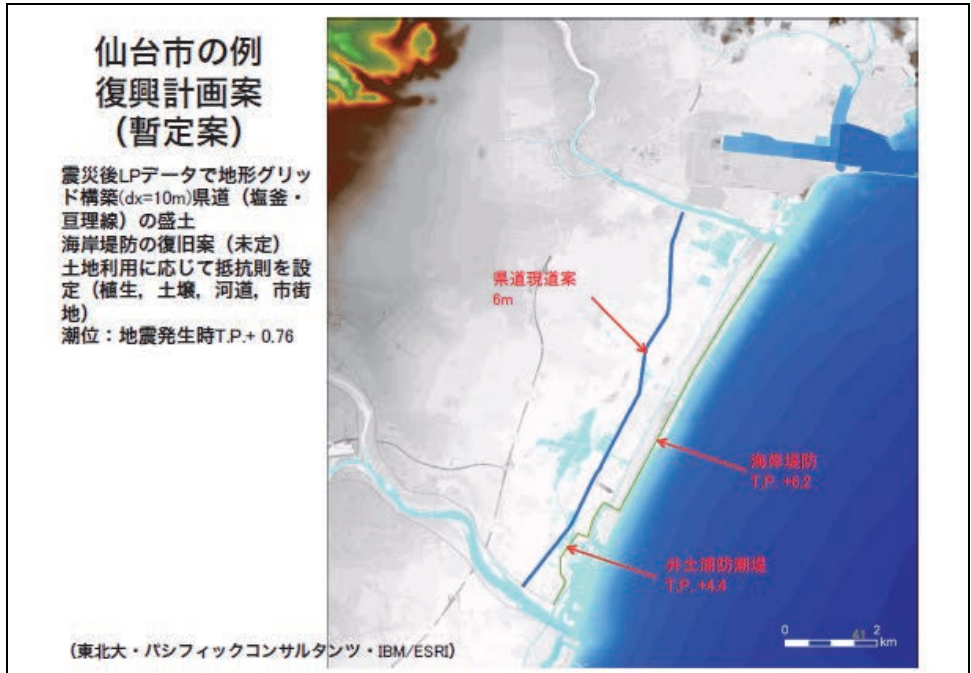 仙台市の例
復興計画案
（暫定案）
震災後LPデータで地形グリッ
ド構築(dx=10m)県道（塩釜・
亘理線）の盛土
海岸堤防の復旧案（未定）
土地利用に応じて抵抗則を設
定（植生，土壌，河道，市街
地）
潮位：地震発生時T.P.+ 0.76
県道現道案
6m
海岸堤防
T.P. +6.2
井土浦防潮堤
T.P. +4.4
0 41 2
km
（東北大・パシフィックコンサルタンツ・IBM/ESRI）